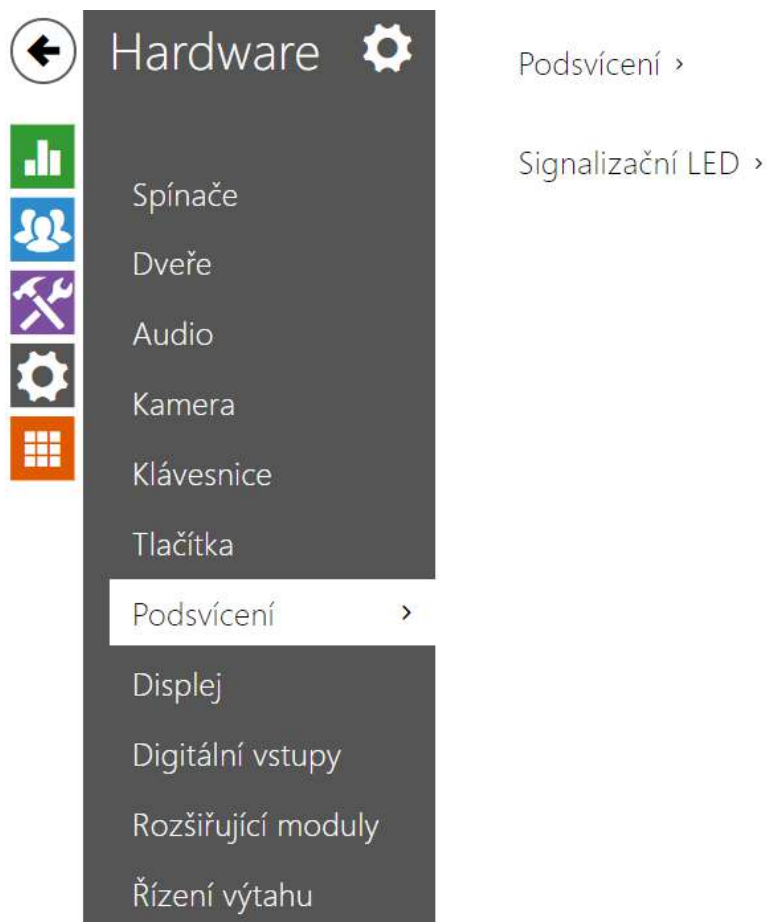 Hardware
Spínače
Dveře
Audio
Kamera
Klávesnice
Tlačítka
Podsvícení
Displej
Digitální vstupy
Rozšiřující moduly
Řízení výtahu
Podsvícení
Signalizační LED